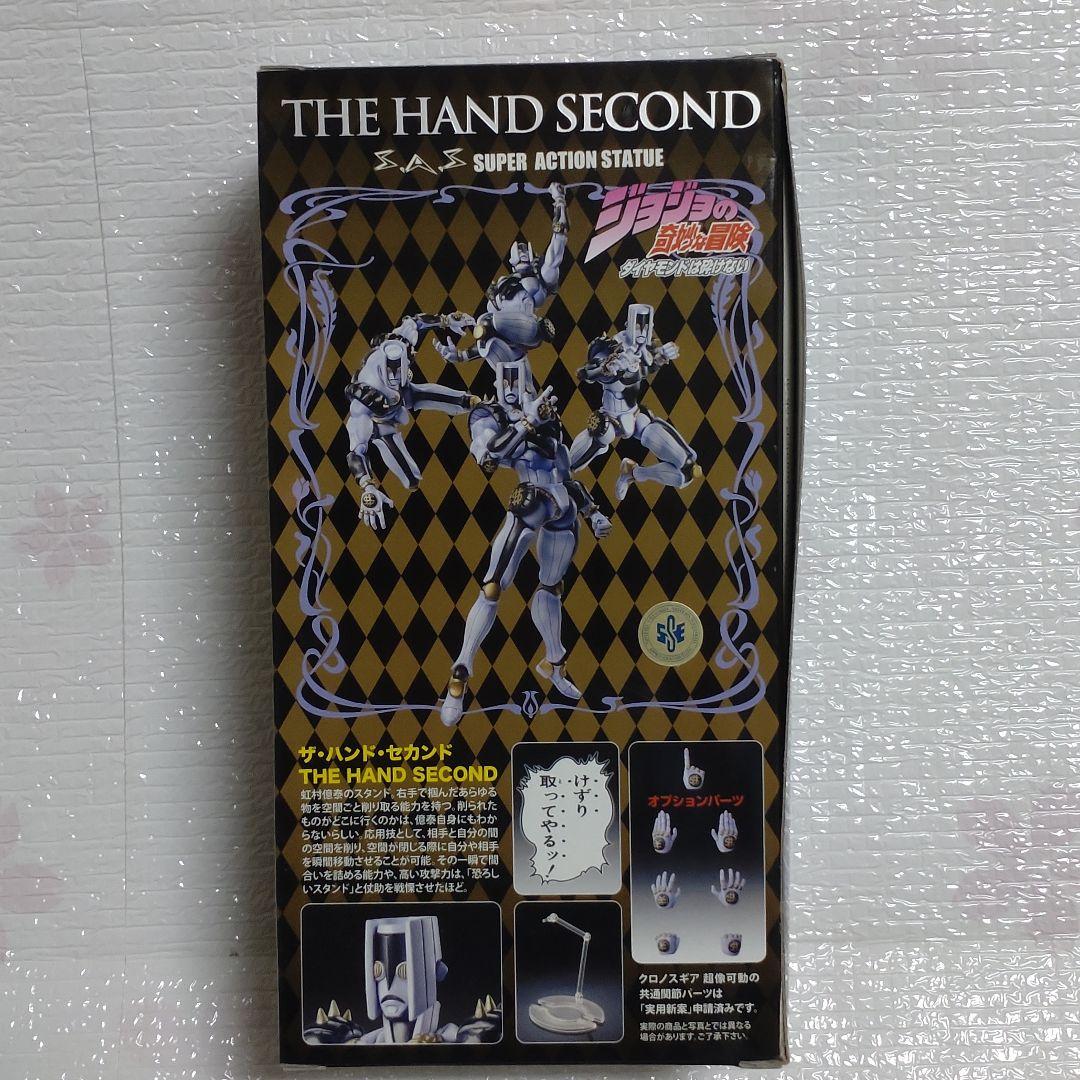 THE HAND SECOND
S.A.S SUPER ACTION STATUE
ジョジョの
奇妙な冒険
ダイヤモンドは砕けない
ザ・ハンド・セカンド
THE HAND SECOND
虹村億泰のスタンド。右手で掴んだあらゆる
物を空間ごと削り取る能力を持つ。削られた
ものがどこに行くのかは、億泰自身にもわか
らないらしい。応用技として、相手と自分の間
の空間を削り、空間が閉じる際に自分や相手
を瞬間移動させることが可能。その一瞬で間
合いを詰める能力や、高い攻撃力は、「恐ろし
いスタンド」と仗助を戦慄させたほど。
けずり
取ってやるッ!
オプションパーツ
クロノスギア 超像可動の
共通関節パーツは
「実用新案」申請済みです。
実際の商品と写真とでは異なる
場合があります。ご了承下さい。